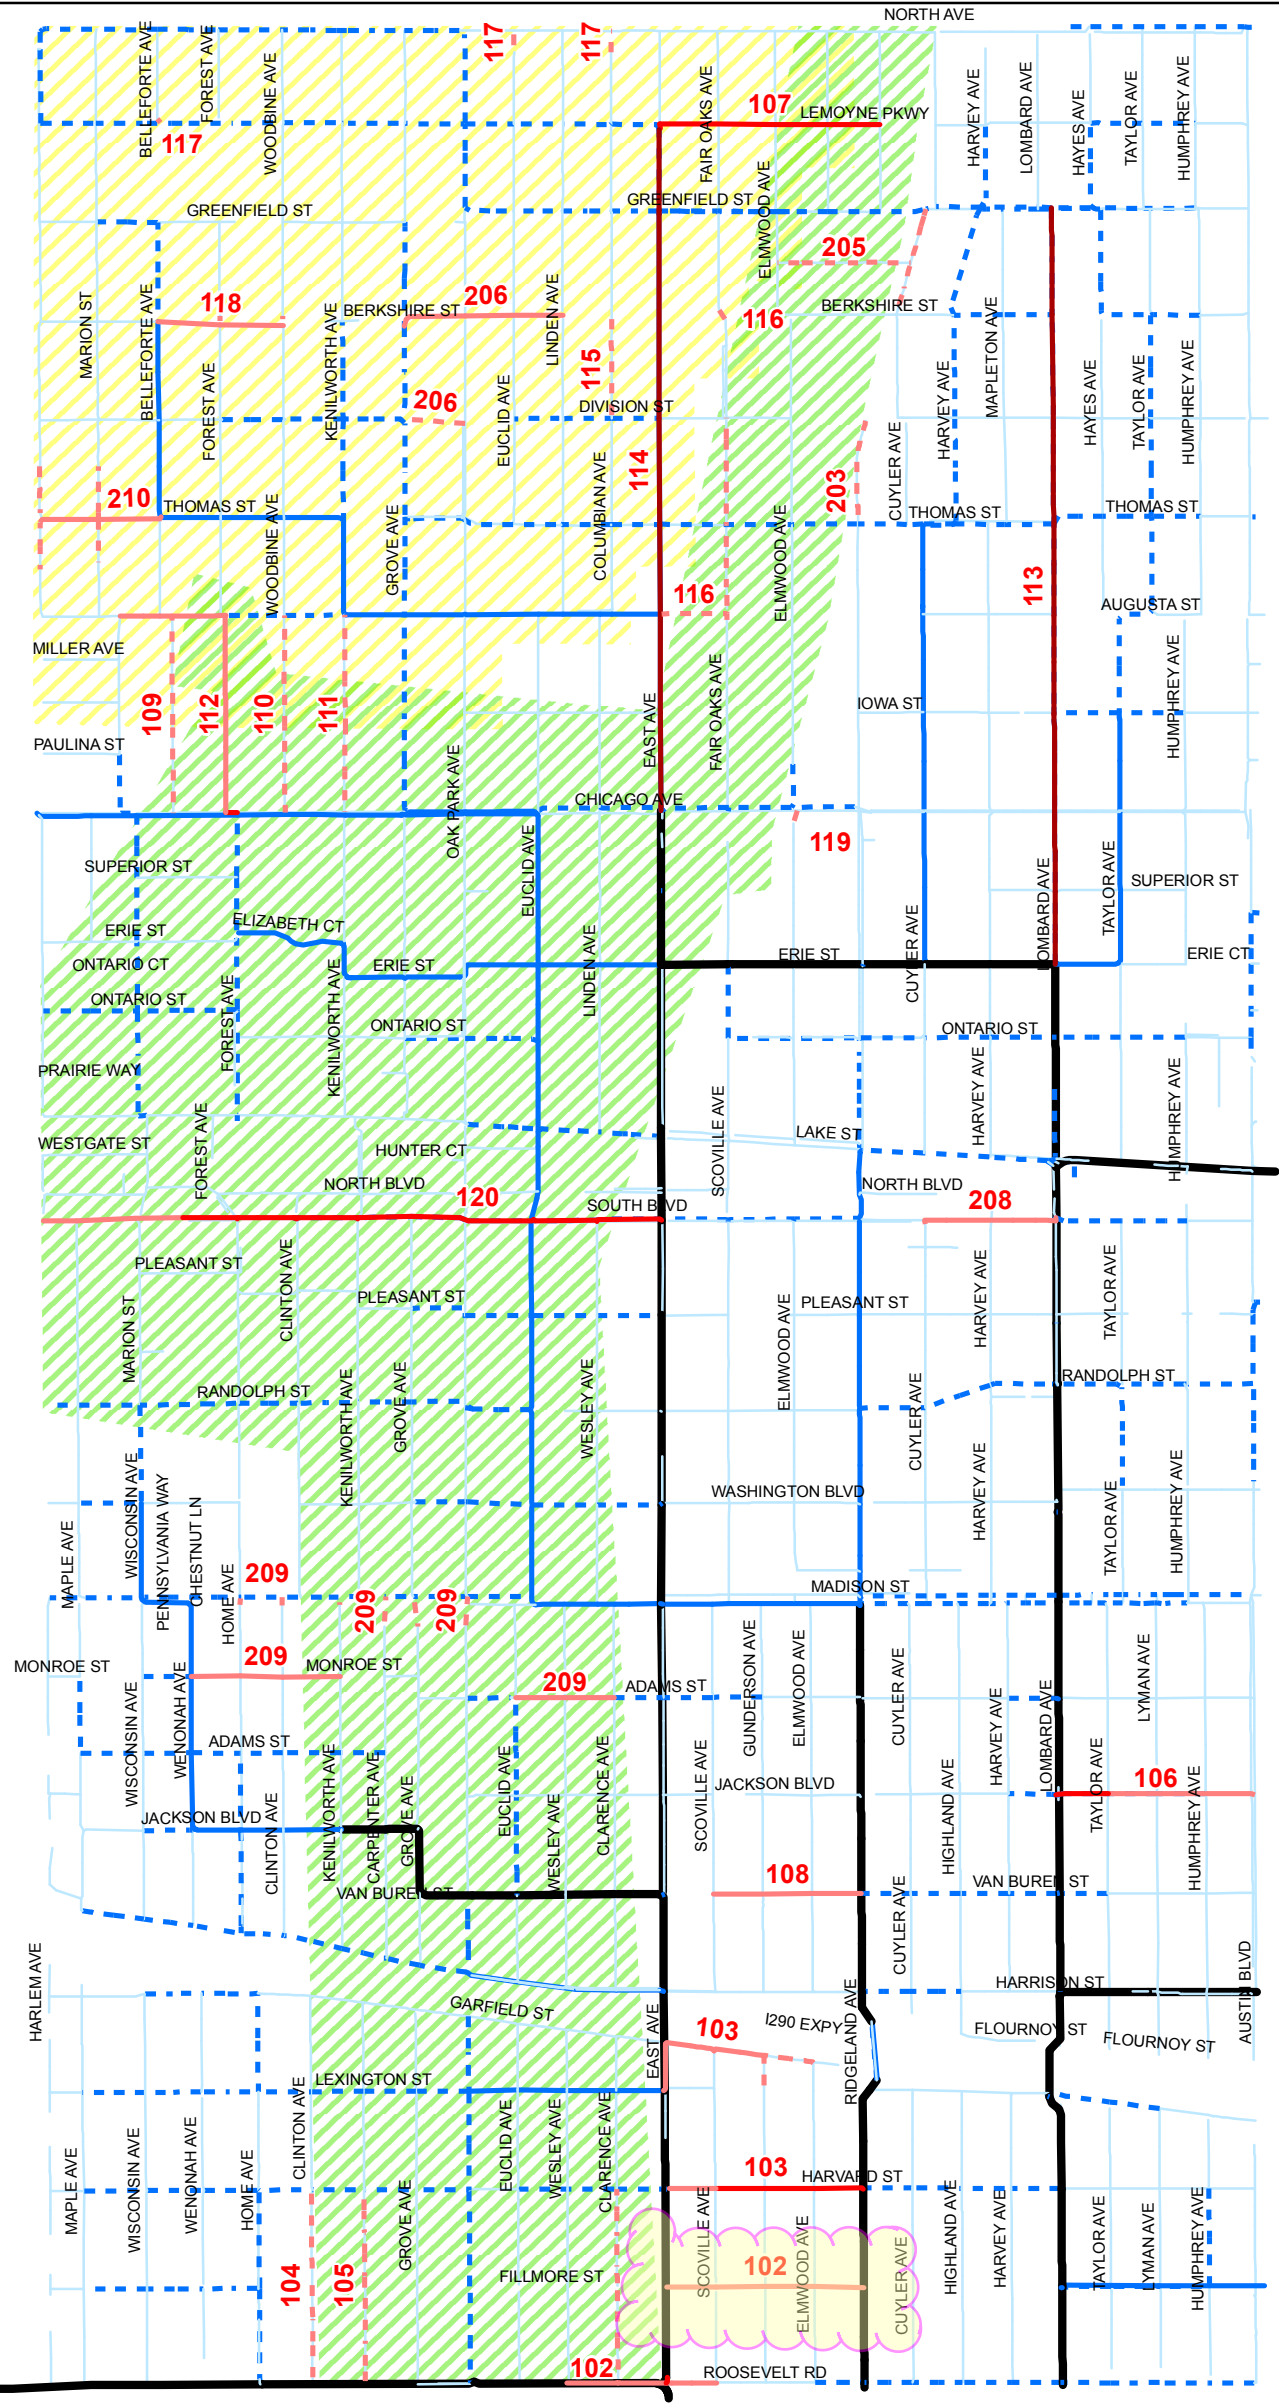 NORTH AVE
117
117
BELLEFORTE AVE
FOREST AVE
WOODBINE AVE
FAIR OAKS AVE
107
LEMOYNE PKWY
HARVEY AVE
LOMBARD AVE
HAYES AVE
TAYLOR AVE
HUMPHREY AVE
117
GREENFIELD ST
GREENFIELD ST
ELMWOOD AVE
205
MARION ST
BELLEFORTE AVE
118
KENILWORTH AVE
BERKSHIRE ST
206
LINDEN AVE
116
BERKSHIRE ST
MAPLETON AVE
115
FOREST AVE
206
EUCLID AVE
DIVISION ST
HARVEY AVE
HAYES AVE
TAYLOR AVE
HUMPHREY AVE
CUYLER AVE
114
203
210
THOMAS ST
WOODBINE AVE
GROVE AVE
COLUMBIAN AVE
ELMWOOD AVE
THOMAS ST
THOMAS ST
113
116
AUGUSTA ST
MILLER AVE
109
112
110
111
EAST AVE
FAIR OAKS AVE
IOWA ST
HUMPHREY AVE
PAULINA ST
OAK PARK AVE
CHICAGO AVE
119
SUPERIOR ST
EUCLID AVE
LOMBARD AVE
TAYLOR AVE
SUPERIOR ST
ERIE ST
ELIZABETH CT
LINDEN AVE
CUYLER AVE
ONTARIO CT
ERIE ST
ERIE ST
ERIE CT
ONTARIO ST
FOREST AVE
KENILWORTH AVE
ONTARIO ST
ONTARIO ST
PRAIRIE WAY
SCOVILLE AVE
HARVEY AVE
HUMPHREY AVE
WESTGATE ST
FOREST AVE
HUNTER CT
LAKE ST
NORTH BLVD
120
SOUTH BLVD
NORTH BLVD
208
PLEASANT ST
CLINTON AVE
PLEASANT ST
PLEASANT ST
HARVEY AVE
TAYLOR AVE
MARION ST
ELMWOOD AVE
RANDOLPH ST
KENILWORTH AVE
GROVE AVE
WESLEY AVE
CUYLER AVE
RANDOLPH ST
WISCONSIN AVE
PENNSYLVANIA WAY
CHESTNUT LN
WASHINGTON BLVD
HARVEY AVE
TAYLOR AVE
HUMPHREY AVE
MAPLE AVE
HOME AVE
209
209
209
MADISON ST
MONROE ST
WENONAH AVE
209
MONROE ST
209
ADAMS ST
GUNDERSON AVE
ELMWOOD AVE
CUYLER AVE
LYMAN AVE
WISCONSIN AVE
ADAMS ST
KENILWORTH AVE
CARPENTER AVE
GROVE AVE
EUCLID AVE
CLARENCE AVE
SCOVILLE AVE
JACKSON BLVD
HARVEY AVE
LOMBARD AVE
TAYLOR AVE
106
JACKSON BLVD
CLINTON AVE
WESLEY AVE
HIGHLAND AVE
HUMPHREY AVE
VAN BUREN ST
108
CUYLER AVE
VAN BUREN ST
HARLEM AVE
GARFIELD ST
HARRISON ST
AUSTIN BLVD
EAST AVE
103
I290 EXPY
RIDGELAND AVE
FLOURNOY ST
FLOURNOY ST
LEXINGTON ST
CLINTON AVE
MAPLE AVE
WISCONSIN AVE
WENONAH AVE
HOME AVE
EUCLID AVE
WESLEY AVE
CLARENCE AVE
103
HARVARD ST
GROVE AVE
SCOVILLE AVE
ELMWOOD AVE
CUYLER AVE
HIGHLAND AVE
HARVEY AVE
TAYLOR AVE
LYMAN AVE
HUMPHREY AVE
104
105
FILLMORE ST
102
102
ROOSEVELT RD